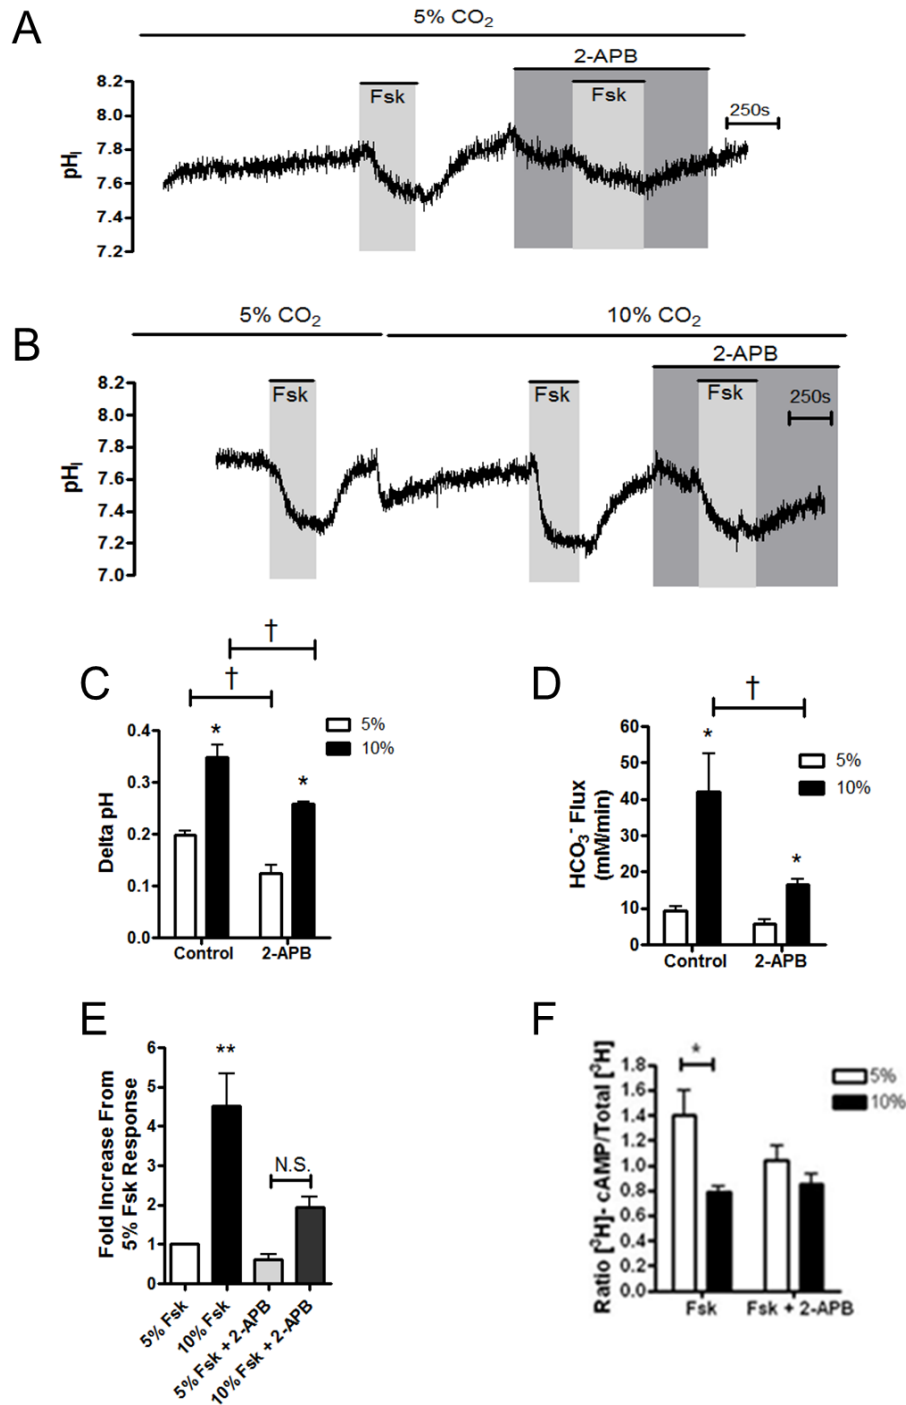 A
5% CO2
2-APB
Fsk
Fsk
250s
8.2
8.0
7.8
7.6
7.4
7.2
pHi
B
5% CO2
10% CO2
2-APB
Fsk
Fsk
Fsk
250s
8.2
8.0
7.8
7.6
7.4
7.2
7.0
pHi
C
†
†
*
*
5%
10%
0.4
0.3
0.2
0.1
0.0
Delta pH
Control
2-APB
D
†
*
*
5%
10%
60
50
40
30
20
10
0
HCO3- Flux
(mM/min)
Control
2-APB
E
**
N.S.
6
5
4
3
2
1
0
Fold Increase From
5% Fsk Response
5% Fsk
10% Fsk
5% Fsk + 2-APB
10% Fsk + 2-APB
F
*
5%
10%
1.8
1.6
1.4
1.2
1.0
0.8
0.6
0.4
0.2
0.0
Ratio [3H]- cAMP/Total [3H]
Fsk
Fsk + 2-APB